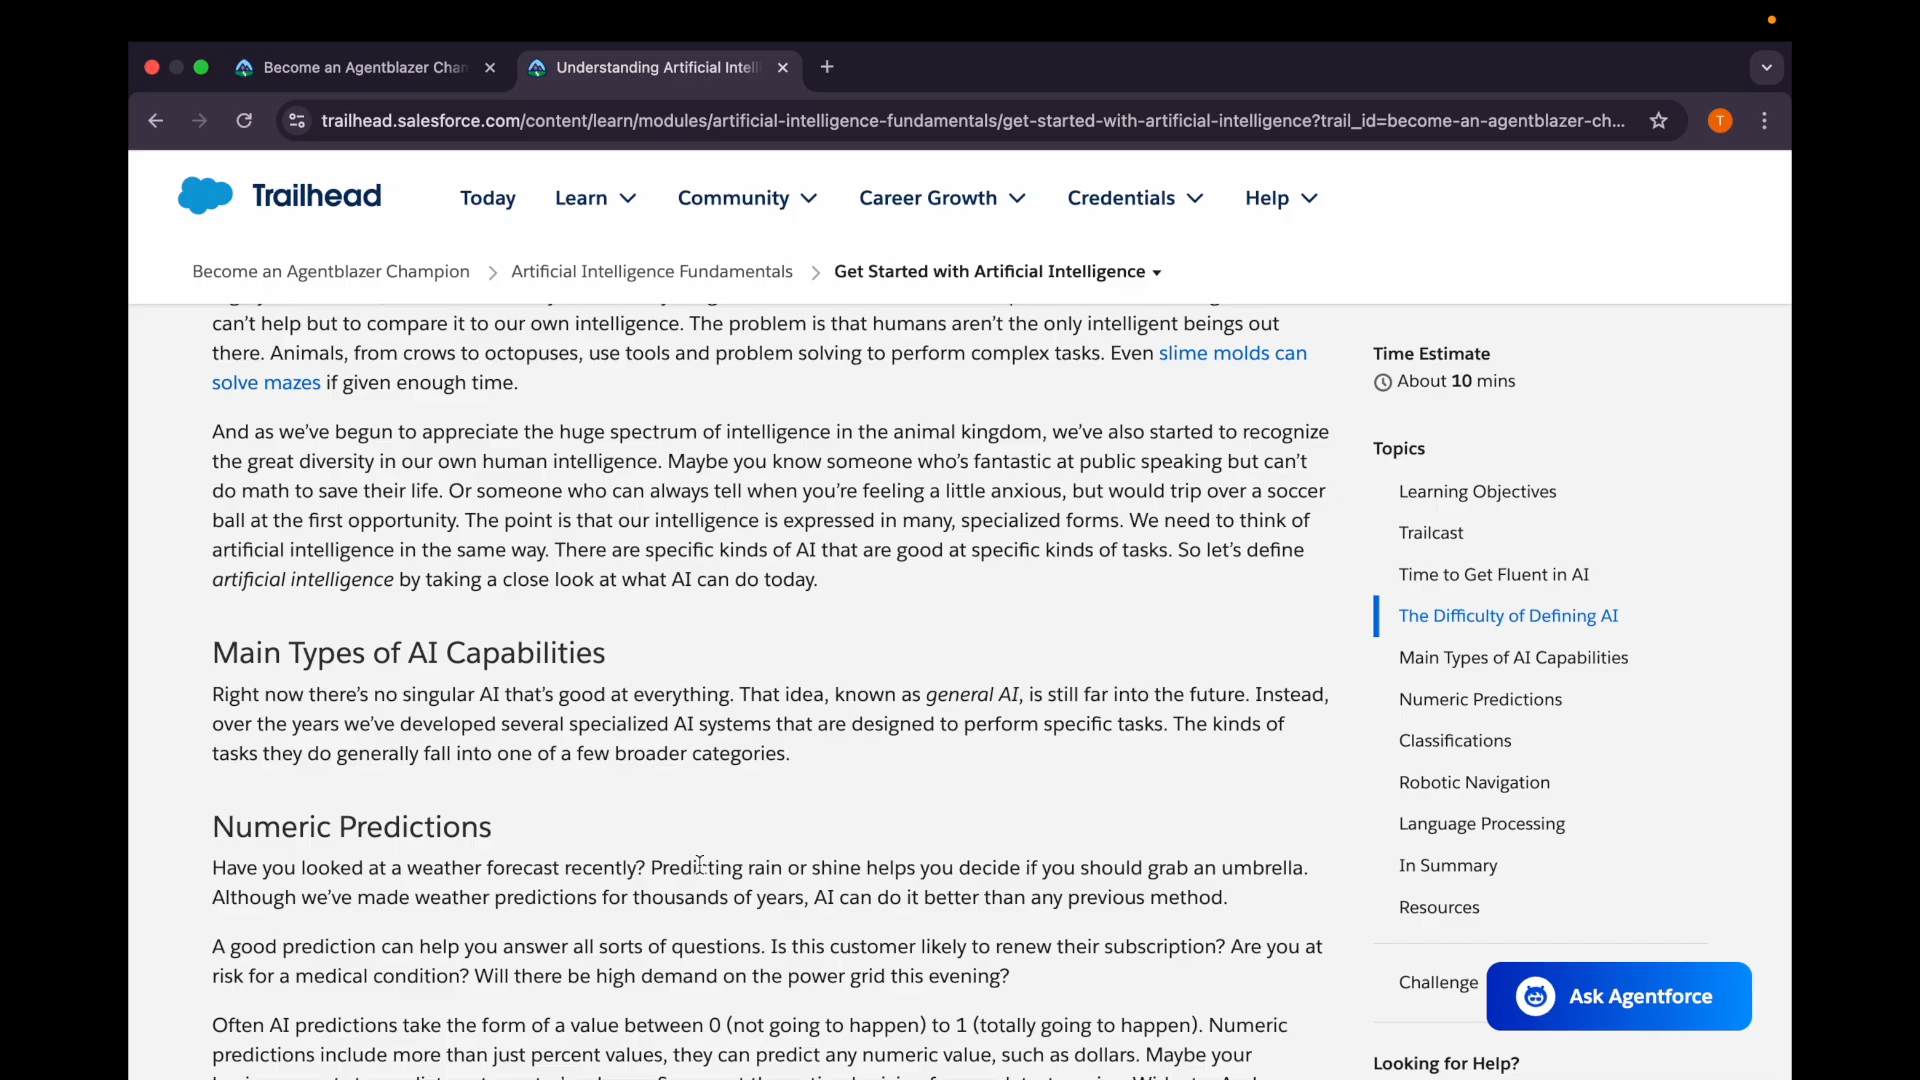 Become an Agentblazer Chan
Understanding Artificial Intell
trailhead.salesforce.com/content/learn/modules/artificial-intelligence-fundamentals/get-started-with-artificial-intelligence?trail_id=become-an-agentblazer-ch...
T
Trailhead
Today
Learn
Community
Career Growth
Credentials
Help
Become an Agentblazer Champion
Artificial Intelligence Fundamentals
Get Started with Artificial Intelligence
can’t help but to compare it to our own intelligence. The problem is that humans aren’t the only intelligent beings out
there. Animals, from crows to octopuses, use tools and problem solving to perform complex tasks. Even slime molds can
solve mazes if given enough time.
And as we’ve begun to appreciate the huge spectrum of intelligence in the animal kingdom, we’ve also started to recognize
the great diversity in our own human intelligence. Maybe you know someone who’s fantastic at public speaking but can’t
do math to save their life. Or someone who can always tell when you’re feeling a little anxious, but would trip over a soccer
ball at the first opportunity. The point is that our intelligence is expressed in many, specialized forms. We need to think of
artificial intelligence in the same way. There are specific kinds of AI that are good at specific kinds of tasks. So let’s define
artificial intelligence by taking a close look at what AI can do today.
Main Types of AI Capabilities
Right now there’s no singular AI that’s good at everything. That idea, known as general AI, is still far into the future. Instead,
over the years we’ve developed several specialized AI systems that are designed to perform specific tasks. The kinds of
tasks they do generally fall into one of a few broader categories.
Numeric Predictions
Have you looked at a weather forecast recently? Predicting rain or shine helps you decide if you should grab an umbrella.
Although we’ve made weather predictions for thousands of years, AI can do it better than any previous method.
A good prediction can help you answer all sorts of questions. Is this customer likely to renew their subscription? Are you at
risk for a medical condition? Will there be high demand on the power grid this evening?
Often AI predictions take the form of a value between 0 (not going to happen) to 1 (totally going to happen). Numeric
predictions include more than just percent values, they can predict any numeric value, such as dollars. Maybe your
Time Estimate
About 10 mins
Topics
Learning Objectives
Trailcast
Time to Get Fluent in AI
The Difficulty of Defining AI
Main Types of AI Capabilities
Numeric Predictions
Classifications
Robotic Navigation
Language Processing
In Summary
Resources
Challenge
Ask Agentforce
Looking for Help?